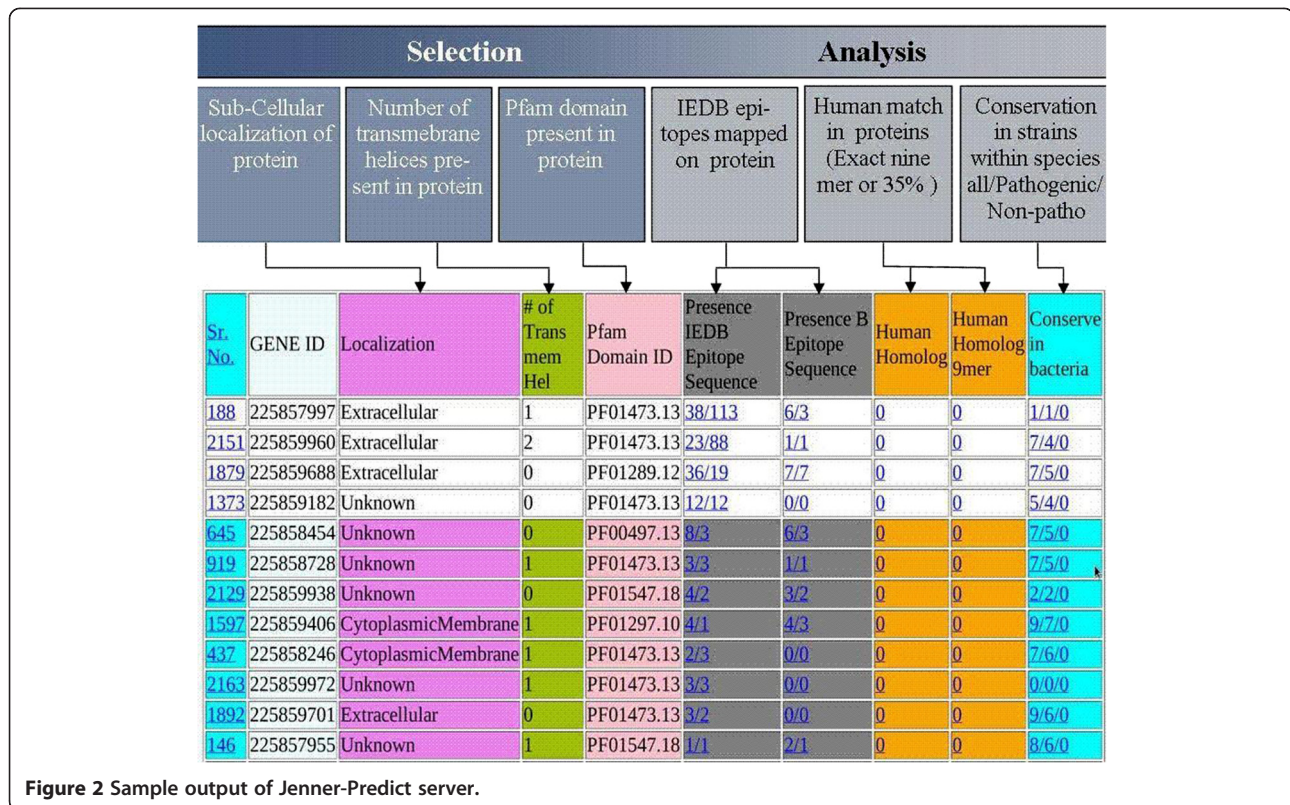 Selection Analysis
Sub-Cellular
localization of
protein
Number of
transmebrane
helices pre-
sent in protein
Pfam domain
present in
protein
IEDB epi-
topes mapped
on protein
Human match
in proteins
(Exact nine
mer or 35% )
Conservation
in strains
within species
all/Pathogenic/
Non-patho
Sr.
No.
GENE ID
Localization
# of
Trans
mem
Hel
Pfam
Domain ID
Presence
IEDB
Epitope
Sequence
Presence B
Epitope
Sequence
Human
Homolog
Human
Homolog
9mer
Conserve
in
bacteria
188 225857997 Extracellular 1 PF01473.13 38/113 6/3 0 0 1/1/0
2151 225859960 Extracellular 2 PF01473.13 23/88 1/1 0 0 7/4/0
1879 225859688 Extracellular 0 PF01289.12 36/19 7/7 0 0 7/5/0
1373 225859182 Unknown 0 PF01473.13 12/12 0/0 0 0 5/4/0
645 225858454 Unknown 0 PF00497.13 8/3 6/3 0 0 7/5/0
919 225858728 Unknown 1 PF01473.13 3/3 1/1 0 0 7/5/0
2129 225859938 Unknown 0 PF01547.18 4/2 3/2 0 0 2/2/0
1597 225859406 CytoplasmicMembrane 1 PF01297.10 4/1 4/3 0 0 9/7/0
437 225858246 CytoplasmicMembrane 1 PF01473.13 2/3 0/0 0 0 7/6/0
2163 225859972 Unknown 1 PF01473.13 3/3 0/0 0 0 0/0/0
1892 225859701 Extracellular 0 PF01473.13 3/2 0/0 0 0 9/6/0
146 225857955 Unknown 1 PF01547.18 1/1 2/1 0 0 8/6/0
Figure 2 Sample output of Jenner-Predict server.